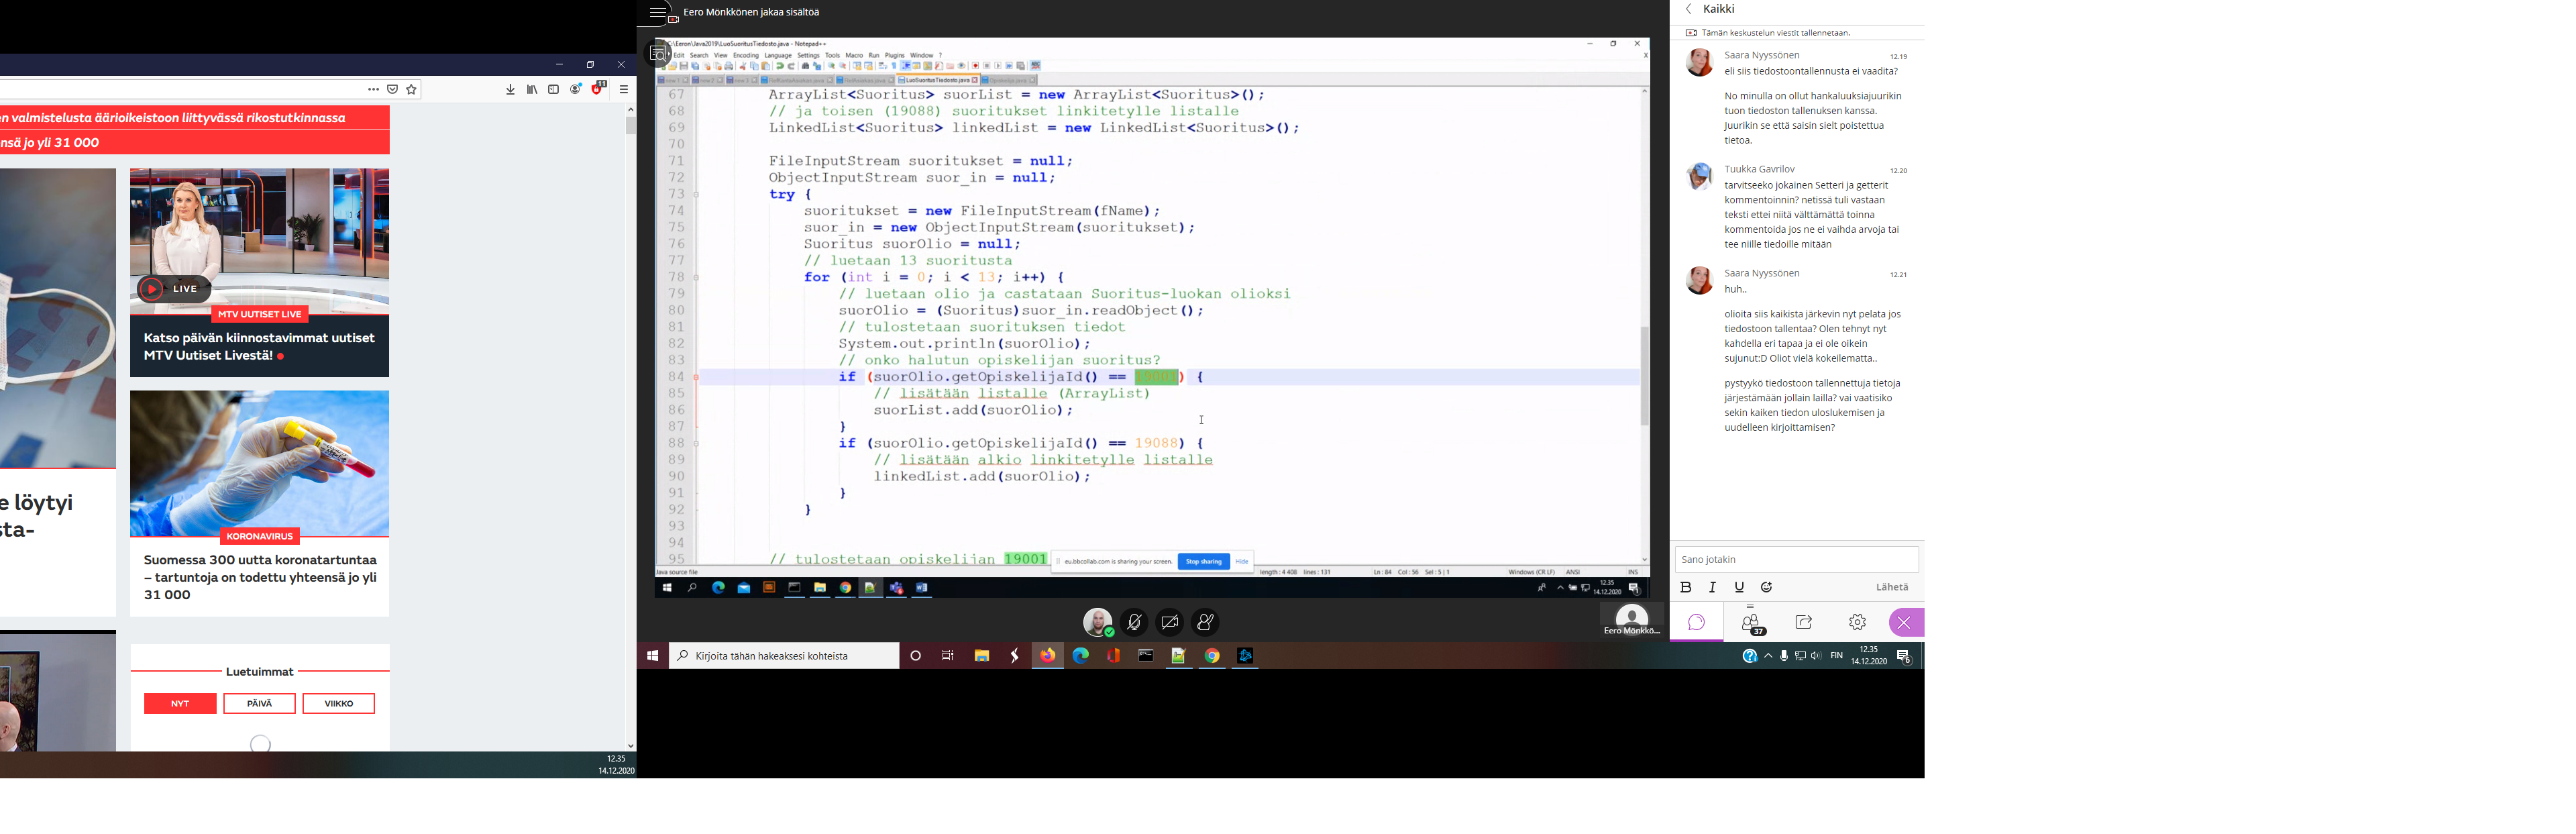 en valmistelusta äärioikeistoon liittyvässä rikostutkinnassa
nsä jo yli 31 000
LIVE
MTV UUTISET LIVE
Katso päivän kiinnostavimmat uutiset
MTV Uutiset Livestä!
e löytyi
sta-
KORONAVIRUS
Suomessa 300 uutta koronatartuntaa
– tartuntoja on todettu yhteensä jo yli
31 000
Luetuimmat
NYT PÄIVÄ VIIKKO
12.35
14.12.2020
Eero Mönkkönen jakaa sisältöä
\Eeron\Java2019\LuoSuoritusTiedosto.java - Notepad++
Edit Search View Encoding Language Settings Tools Macro Run Plugins Window ?
new 1 new 2 new 3 LuoSuoritusTiedosto.java
67 ArrayList<Suoritus> suorList = new ArrayList<Suoritus>();
68 // ja toisen (19088) suoritukset linkitetylle listalle
69 LinkedList<Suoritus> linkedList = new LinkedList<Suoritus>();
70
71 FileInputStream suoritukset = null;
72 ObjectInputStream suor_in = null;
73 try {
74 suoritukset = new FileInputStream(fName);
75 suor_in = new ObjectInputStream(suoritukset);
76 Suoritus suorOlio = null;
77 // luetaan 13 suoritusta
78 for (int i = 0; i < 13; i++) {
79 // luetaan olio ja castataan Suoritus-luokan olioksi
80 suorOlio = (Suoritus)suor_in.readObject();
81 // tulostetaan suorituksen tiedot
82 System.out.println(suorOlio);
83 // onko halutun opiskelijan suoritus?
84 if (suorOlio.getOpiskelijaId() == ) {
85 // lisätään listalle (ArrayList)
86 suorList.add(suorOlio);
87 }
88 if (suorOlio.getOpiskelijaId() == 19088) {
89 // lisätään alkio linkitetylle listalle
90 linkedList.add(suorOlio);
91 }
92 }
93
94
95 // tulostetaan opiskelijan 19001
eu.bbcollab.com is sharing your screen. Stop sharing Hide
Java source file length : 4 408 lines : 131 Ln : 84 Col : 56 Sel : 5 | 1 Windows (CR LF) ANSI INS
12.35
14.12.2020
Eero Mönkkö...
Kirjoita tähän hakeaksesi kohteista
Kaikki
Tämän keskustelun viestit tallennetaan.
Saara Nyyssönen 12.19
eli siis tiedostoontallennusta ei vaadita?
No minulla on ollut hankaluuksiajuurikin
tuon tiedoston tallenuksen kanssa.
Juurikin se että saisin sielt poistettua
tietoa.
Tuukka Gavrilov 12.20
tarvitseeko jokainen Setteri ja getterit
kommentoinnin? netissä tuli vastaan
teksti ettei niitä välttämättä toinna
kommentoida jos ne ei vaihda arvoja tai
tee niille tiedoille mitään
Saara Nyyssönen 12.21
huh..
olioita siis kaikista järkevin nyt pelata jos
tiedostoon tallentaa? Olen tehnyt nyt
kahdella eri tapaa ja ei ole oikein
sujunut:D Oliot vielä kokeilematta..
pystyykö tiedostoon tallennettuja tietoja
järjestämään jollain lailla? vai vaatisiko
sekin kaiken tiedon uloslukemisen ja
uudelleen kirjoittamisen?
Sano jotakin
B I U Lähetä
37
FIN
12.35
14.12.2020
6